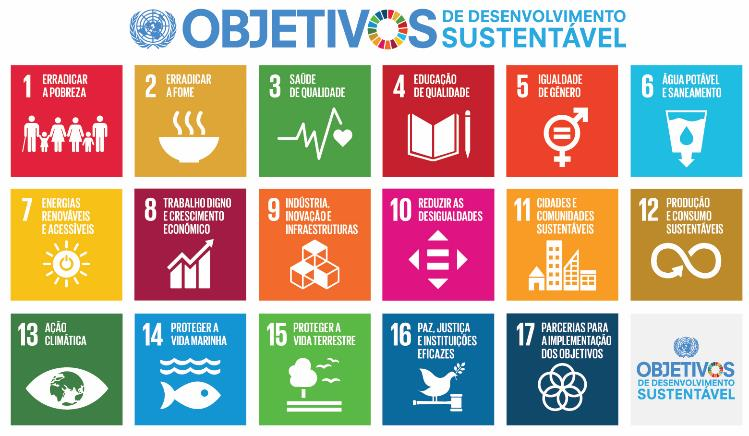 OBJETIVOS
DE DESENVOLVIMENTO
SUSTENTÁVEL
1 ERRADICAR
A POBREZA
2 ERRADICAR
A FOME
3 SAÚDE
DE QUALIDADE
4 EDUCAÇÃO
DE QUALIDADE
5 IGUALDADE
DE GÉNERO
6 ÁGUA POTÁVEL
E SANEAMENTO
7 ENERGIAS
RENOVÁVEIS
E ACESSÍVEIS
8 TRABALHO DIGNO
E CRESCIMENTO
ECONÓMICO
9 INDÚSTRIA,
INOVAÇÃO E
INFRAESTRUTURAS
10 REDUZIR AS
DESIGUALDADES
11 CIDADES E
COMUNIDADES
SUSTENTÁVEIS
12 PRODUÇÃO
E CONSUMO
SUSTENTÁVEIS
13 AÇÃO
CLIMÁTICA
14 PROTEGER A
VIDA MARINHA
15 PROTEGER A
VIDA TERRESTRE
16 PAZ, JUSTIÇA
E INSTITUIÇÕES
EFICAZES
17 PARCERIAS PARA
A IMPLEMENTAÇÃO
DOS OBJETIVOS
OBJETIVOS
DE DESENVOLVIMENTO
SUSTENTÁVEL